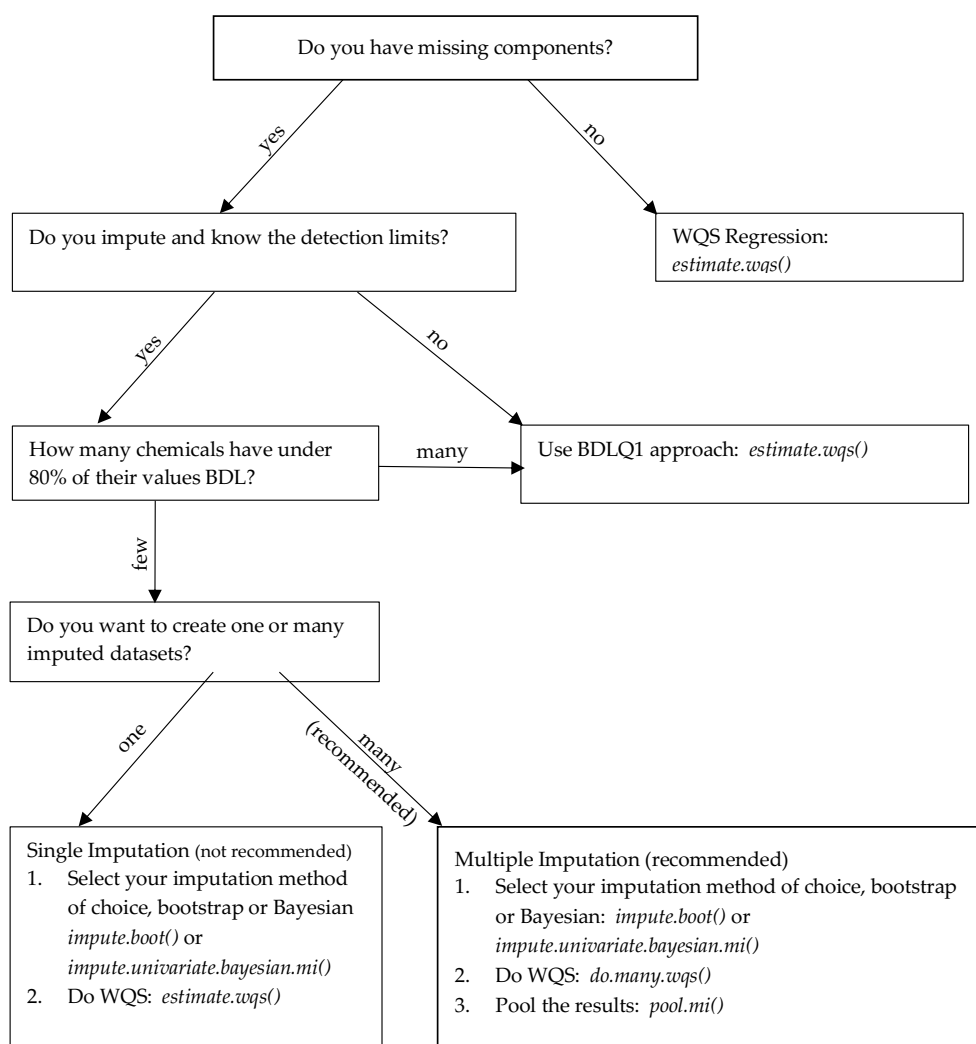 Do you have missing components?
yes
no
Do you impute and know the detection limits?
WQS Regression:
estimate.wqs()
yes
no
How many chemicals have under
80% of their values BDL?
many
Use BDLQ1 approach: estimate.wqs()
few
Do you want to create one or many
imputed datasets?
one
many
(recommended)
Single Imputation (not recommended)
1. Select your imputation method
of choice, bootstrap or Bayesian
impute.boot() or
impute.univariate.bayesian.mi()
2. Do WQS: estimate.wqs()
Multiple Imputation (recommended)
1. Select your imputation method of choice, bootstrap
or Bayesian: impute.boot() or
impute.univariate.bayesian.mi()
2. Do WQS: do.many.wqs()
3. Pool the results: pool.mi()